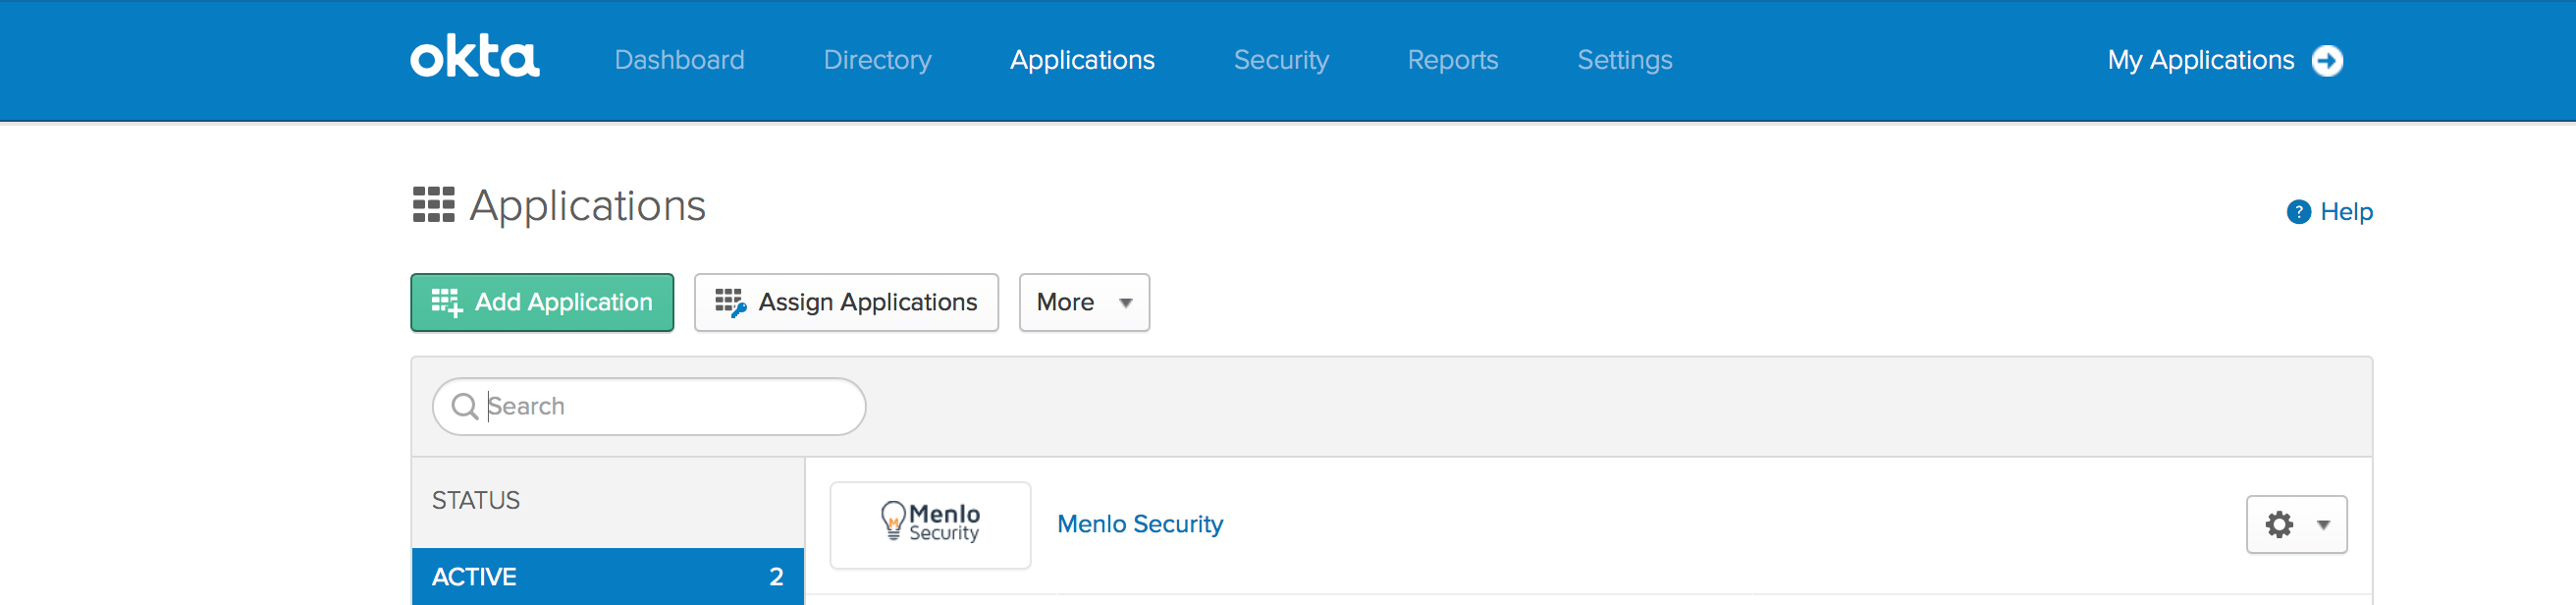 okta Dashboard Directory Applications Security Reports Settings My Applications
Applications
? Help
Add Application Assign Applications More
Search
STATUS
Menlo
Security
Menlo Security
ACTIVE 2